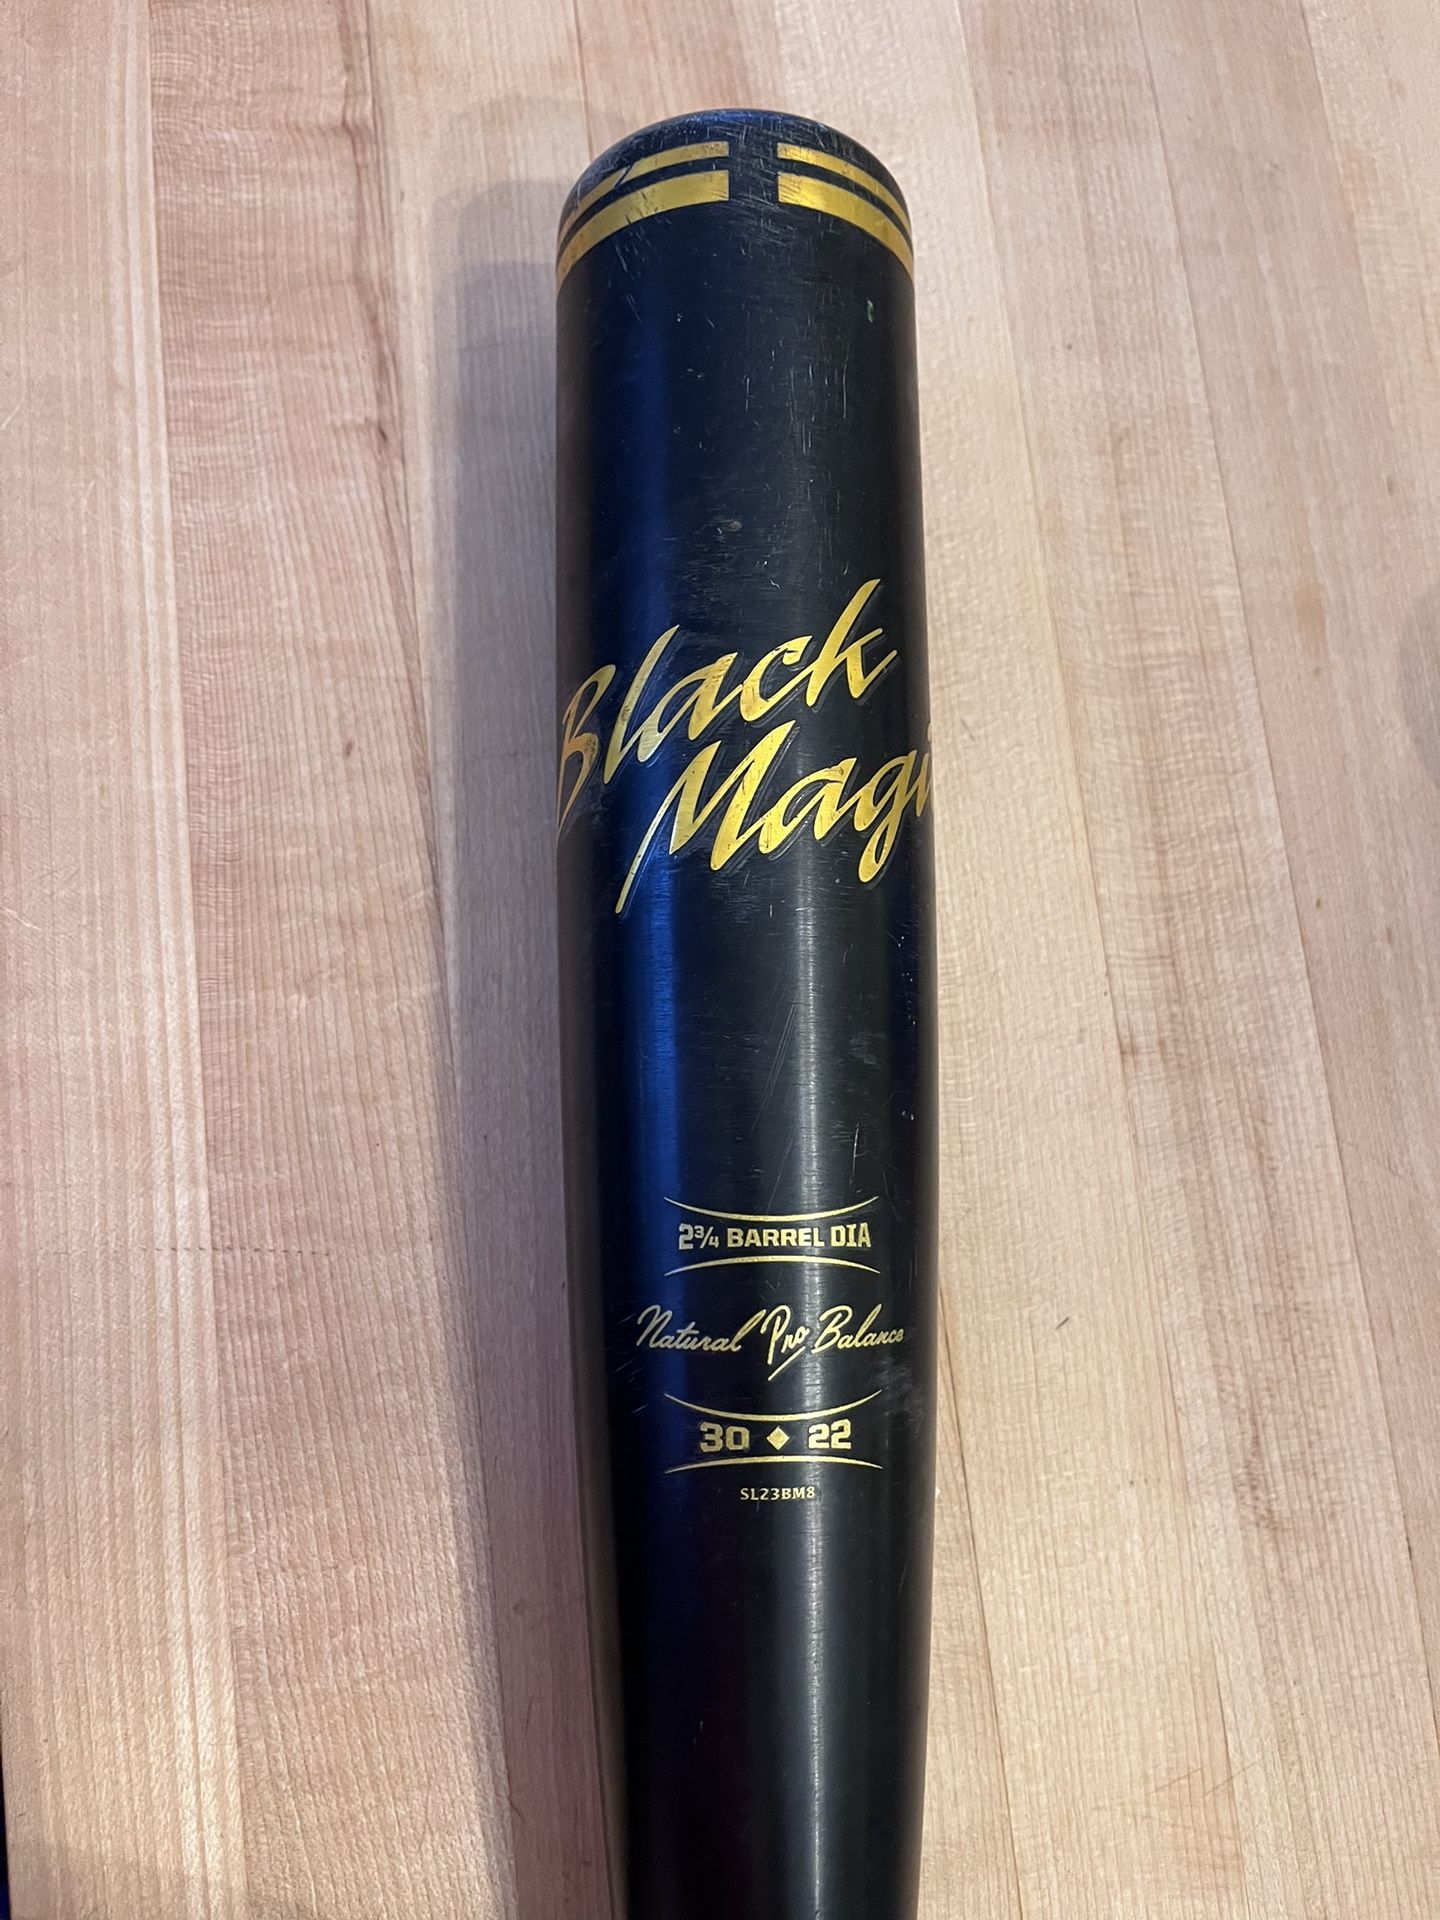 Black
Magi
2¾ BARREL DIA
Natural Pro Balance
30 ◆ 22
SL23BM8